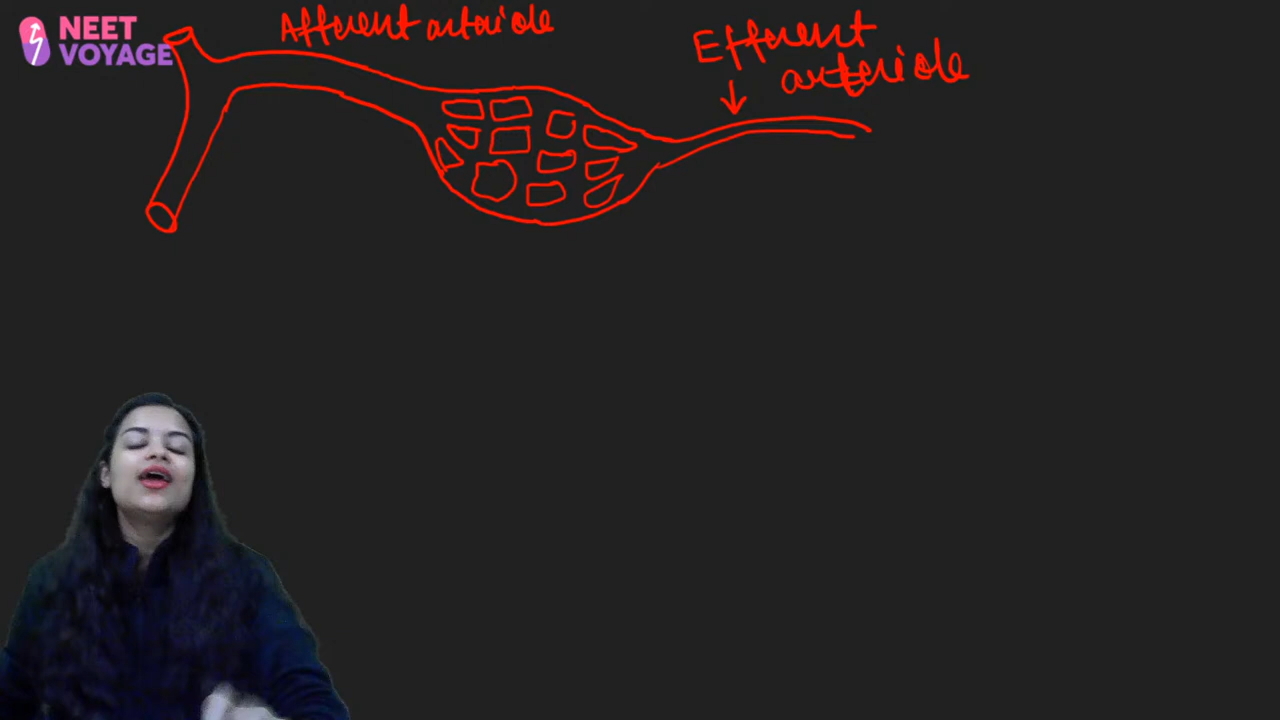 NEET
VOYAGE
Afferent arteriole
Efferent
arteriole